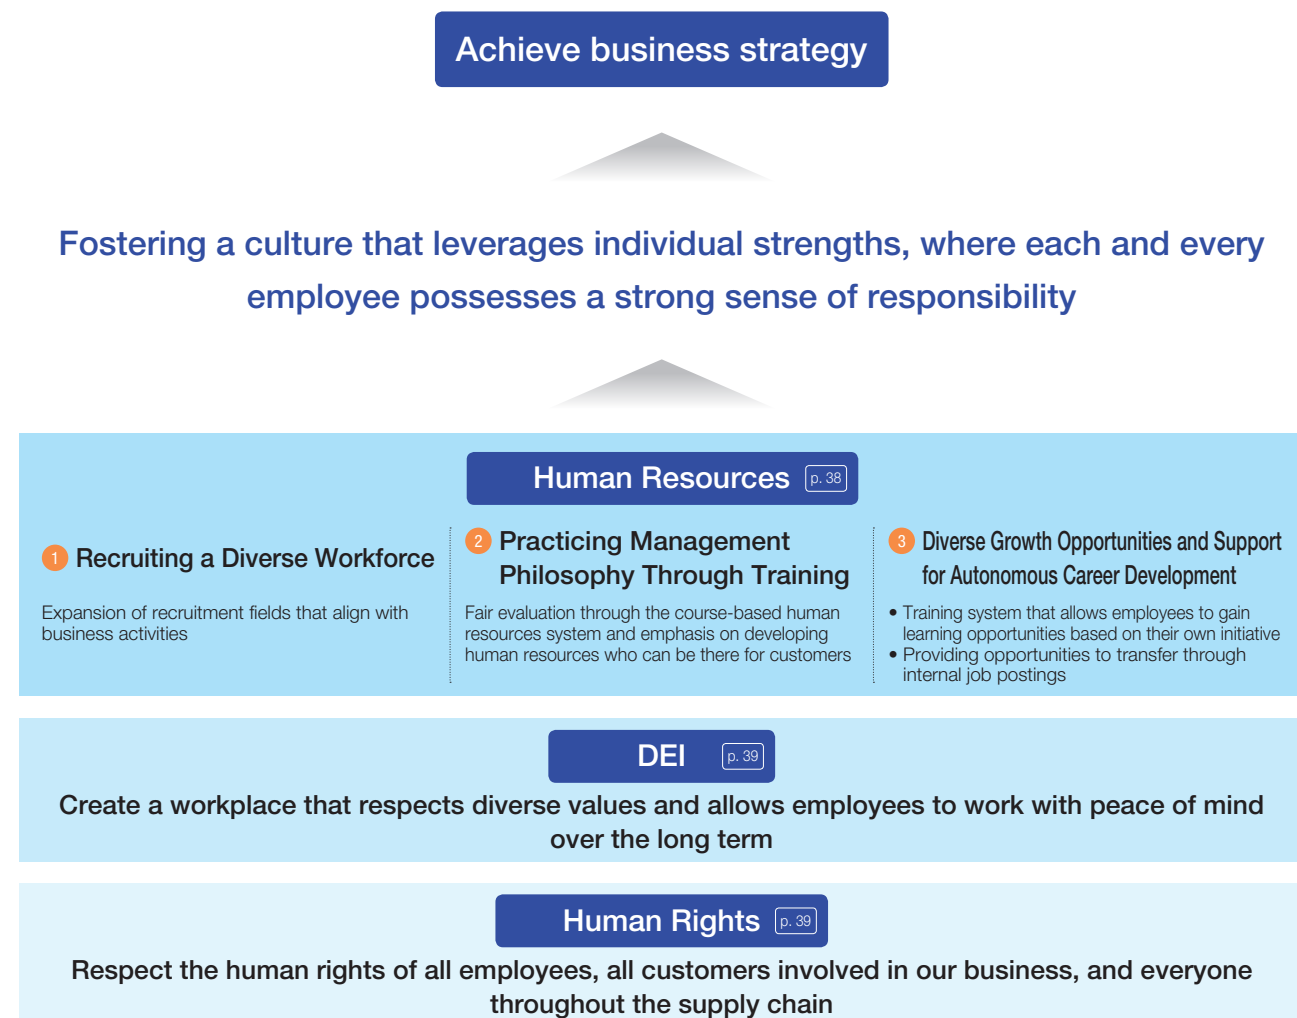 Achieve business strategy
Fostering a culture that leverages individual strengths, where each and every
employee possesses a strong sense of responsibility
Human Resources p. 38
1 Recruiting a Diverse Workforce
Expansion of recruitment fields that align with
business activities
2 Practicing Management
Philosophy Through Training
Fair evaluation through the course-based human
resources system and emphasis on developing
human resources who can be there for customers
3 Diverse Growth Opportunities and Support
for Autonomous Career Development
• Training system that allows employees to gain
learning opportunities based on their own initiative
• Providing opportunities to transfer through
internal job postings
DEI p. 39
Create a workplace that respects diverse values and allows employees to work with peace of mind
over the long term
Human Rights p. 39
Respect the human rights of all employees, all customers involved in our business, and everyone
throughout the supply chain